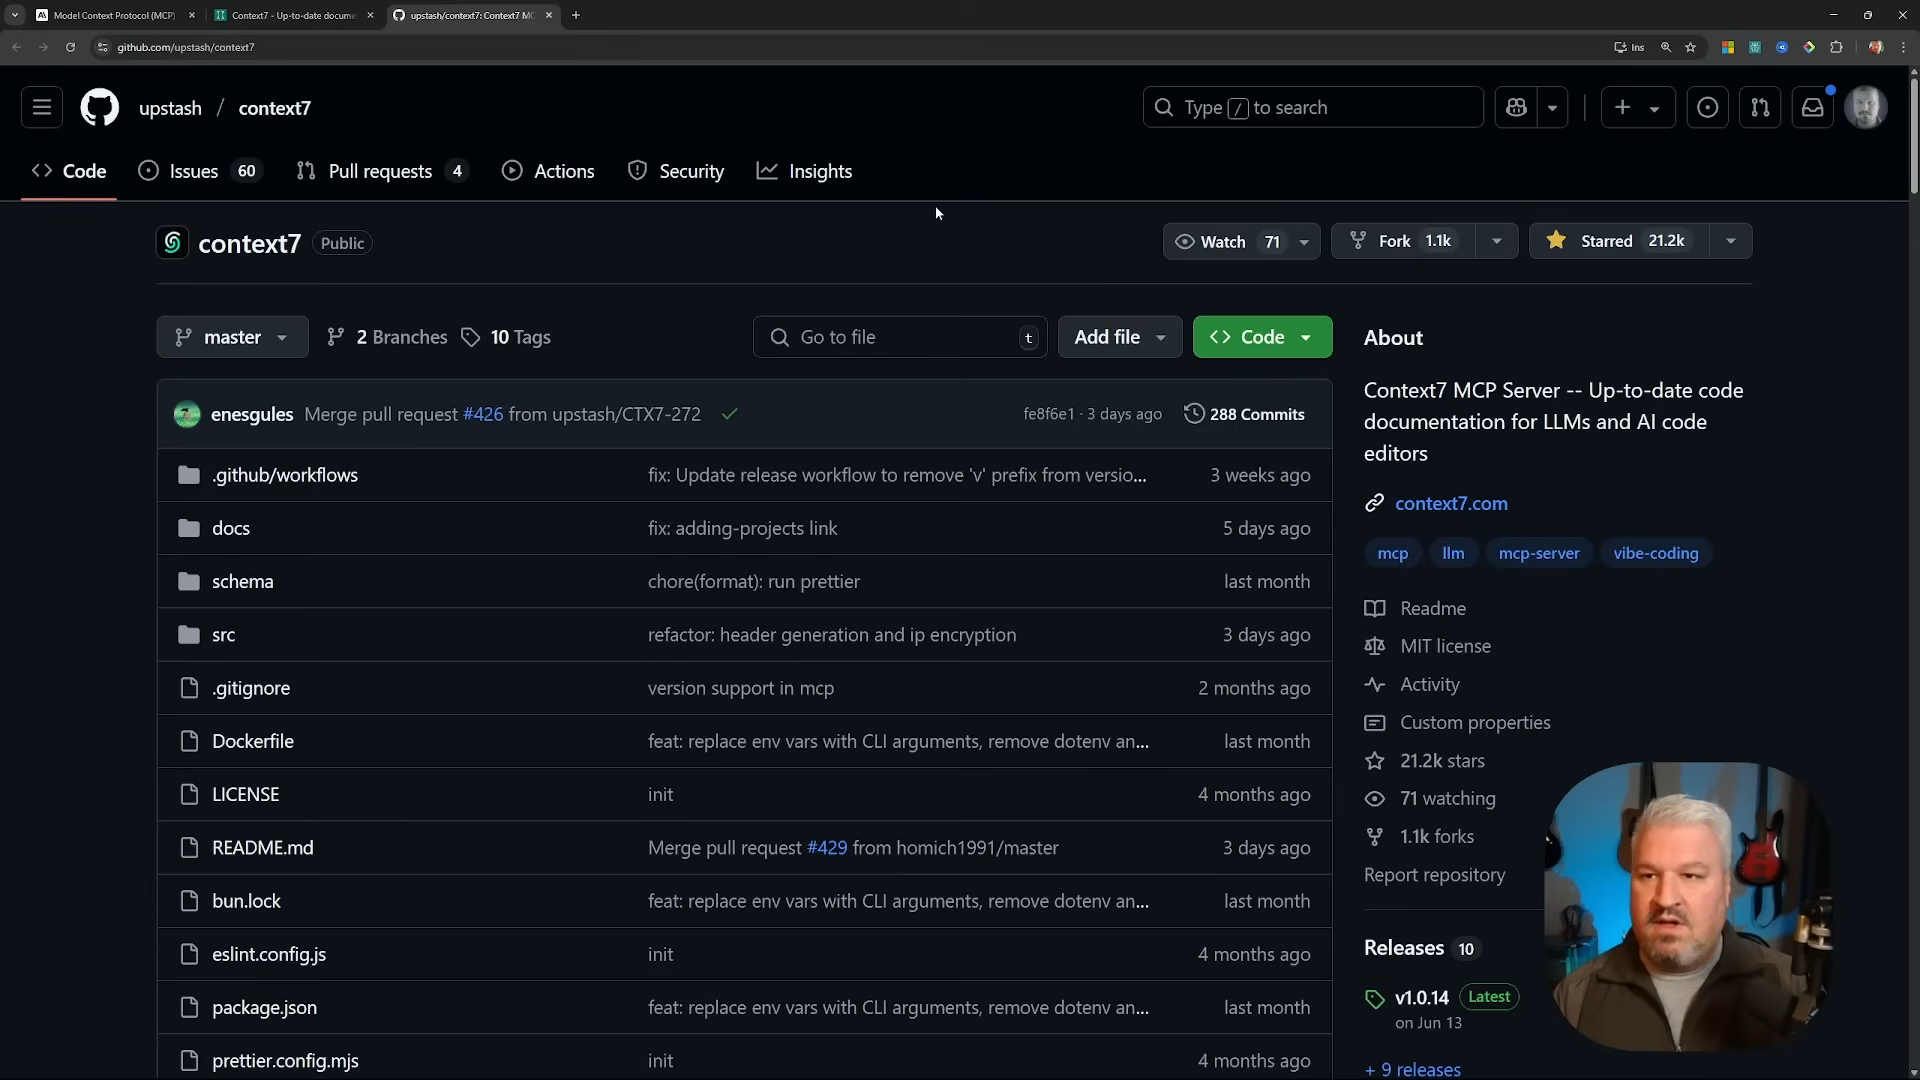 Model Context Protocol (MCP)
Context7 - Up-to-date docume
upstash/context7: Context7 MC
github.com/upstash/context7
Ins
upstash / context7
Type / to search
Code
Issues 60
Pull requests 4
Actions
Security
Insights
context7 Public
Watch 71
Fork 1.1k
Starred 21.2k
master
2 Branches
10 Tags
Go to file t
Add file
Code
enesgules Merge pull request #426 from upstash/CTX7-272
fe8f6e1 · 3 days ago
288 Commits
.github/workflows fix: Update release workflow to remove 'v' prefix from versio... 3 weeks ago
docs fix: adding-projects link 5 days ago
schema chore(format): run prettier last month
src refactor: header generation and ip encryption 3 days ago
.gitignore version support in mcp 2 months ago
Dockerfile feat: replace env vars with CLI arguments, remove dotenv an... last month
LICENSE init 4 months ago
README.md Merge pull request #429 from homich1991/master 3 days ago
bun.lock feat: replace env vars with CLI arguments, remove dotenv an... last month
eslint.config.js init 4 months ago
package.json feat: replace env vars with CLI arguments, remove dotenv an... last month
prettier.config.mjs init 4 months ago
About
Context7 MCP Server -- Up-to-date code
documentation for LLMs and AI code
editors
context7.com
mcp llm mcp-server vibe-coding
Readme
MIT license
Activity
Custom properties
21.2k stars
71 watching
1.1k forks
Report repository
Releases 10
v1.0.14 Latest
on Jun 13
+ 9 releases